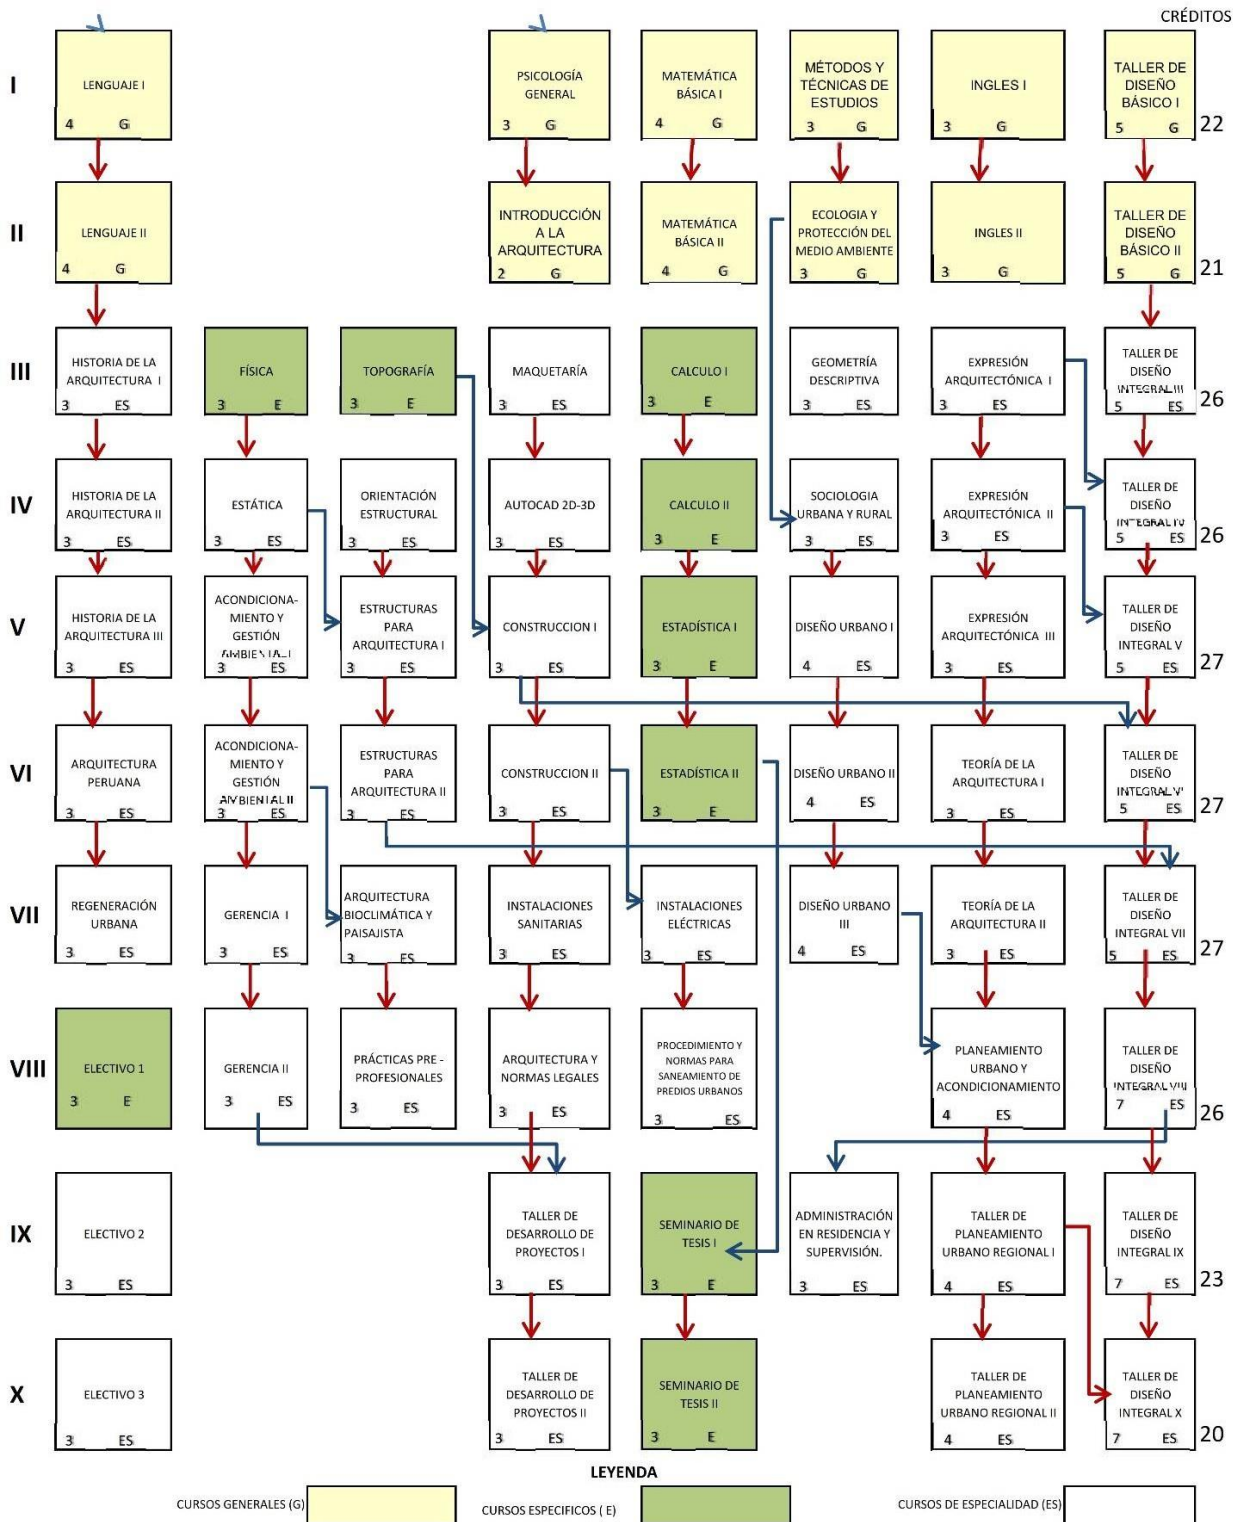 CRÉDITOS
I
LENGUAJE I
4 G
PSICOLOGÍA
GENERAL
3 G
MATEMÁTICA
BÁSICA I
4 G
MÉTODOS Y
TÉCNICAS DE
ESTUDIOS
3 G
INGLES I
3 G
TALLER DE
DISEÑO
BÁSICO I
5 G
22
II
LENGUAJE II
4 G
INTRODUCCIÓN
A LA
ARQUITECTURA
2 G
MATEMÁTICA
BÁSICA II
4 G
ECOLOGIA Y
PROTECCIÓN DEL
MEDIO AMBIENTE
3 G
INGLES II
3 G
TALLER DE
DISEÑO
BÁSICO II
5 G
21
III
HISTORIA DE LA
ARQUITECTURA I
3 ES
FÍSICA
3 E
TOPOGRAFÍA
3 E
MAQUETARÍA
3 ES
CALCULO I
3 E
GEOMETRÍA
DESCRIPTIVA
3 ES
EXPRESIÓN
ARQUITECTÓNICA I
3 ES
TALLER DE
DISEÑO
INTEGRAL III
5 ES
26
IV
HISTORIA DE LA
ARQUITECTURA II
3 ES
ESTÁTICA
3 ES
ORIENTACIÓN
ESTRUCTURAL
3 ES
AUTOCAD 2D-3D
3 ES
CALCULO II
3 E
SOCIOLOGIA
URBANA Y RURAL
3 ES
EXPRESIÓN
ARQUITECTÓNICA II
3 ES
TALLER DE
DISEÑO
INTEGRAL IV
5 ES
26
V
HISTORIA DE LA
ARQUITECTURA III
3 ES
ACONDICIONA-
MIENTO Y
GESTIÓN
AMBIENTAL I
3 ES
ESTRUCTURAS
PARA
ARQUITECTURA I
3 ES
CONSTRUCCION I
3 ES
ESTADÍSTICA I
3 E
DISEÑO URBANO I
4 ES
EXPRESIÓN
ARQUITECTÓNICA III
3 ES
TALLER DE
DISEÑO
INTEGRAL V
5 ES
27
VI
ARQUITECTURA
PERUANA
3 ES
ACONDICIONA-
MIENTO Y
GESTIÓN
AMBIENTAL II
3 ES
ESTRUCTURAS
PARA
ARQUITECTURA II
3 ES
CONSTRUCCION II
3 ES
ESTADÍSTICA II
3 E
DISEÑO URBANO II
4 ES
TEORÍA DE LA
ARQUITECTURA I
3 ES
TALLER DE
DISEÑO
INTEGRAL VI
5 ES
27
VII
REGENERACIÓN
URBANA
3 ES
GERENCIA I
3 ES
ARQUITECTURA
BIOCLIMÁTICA Y
PAISAJISTA
3 ES
INSTALACIONES
SANITARIAS
3 ES
INSTALACIONES
ELÉCTRICAS
3 ES
DISEÑO URBANO
III
4 ES
TEORÍA DE LA
ARQUITECTURA II
3 ES
TALLER DE
DISEÑO
INTEGRAL VII
5 ES
27
VIII
ELECTIVO 1
3 E
GERENCIA II
3 ES
PRÁCTICAS PRE -
PROFESIONALES
3 ES
ARQUITECTURA Y
NORMAS LEGALES
3 ES
PROCEDIMIENTO Y
NORMAS PARA
SANEAMIENTO DE
PREDIOS URBANOS
3 ES
PLANEAMIENTO
URBANO Y
ACONDICIONAMIENTO
4 ES
TALLER DE
DISEÑO
INTEGRAL VIII
7 ES
26
IX
ELECTIVO 2
3 ES
TALLER DE
DESARROLLO DE
PROYECTOS I
3 ES
SEMINARIO DE
TESIS I
3 E
ADMINISTRACIÓN
EN RESIDENCIA Y
SUPERVISIÓN.
3 ES
TALLER DE
PLANEAMIENTO
URBANO REGIONAL I
4 ES
TALLER DE
DISEÑO
INTEGRAL IX
7 ES
23
X
ELECTIVO 3
3 ES
TALLER DE
DESARROLLO DE
PROYECTOS II
3 ES
SEMINARIO DE
TESIS II
3 E
TALLER DE
PLANEAMIENTO
URBANO REGIONAL II
4 ES
TALLER DE
DISEÑO
INTEGRAL X
7 ES
20
LEYENDA
CURSOS GENERALES (G)
CURSOS ESPECIFICOS ( E )
CURSOS DE ESPECIALIDAD (ES)